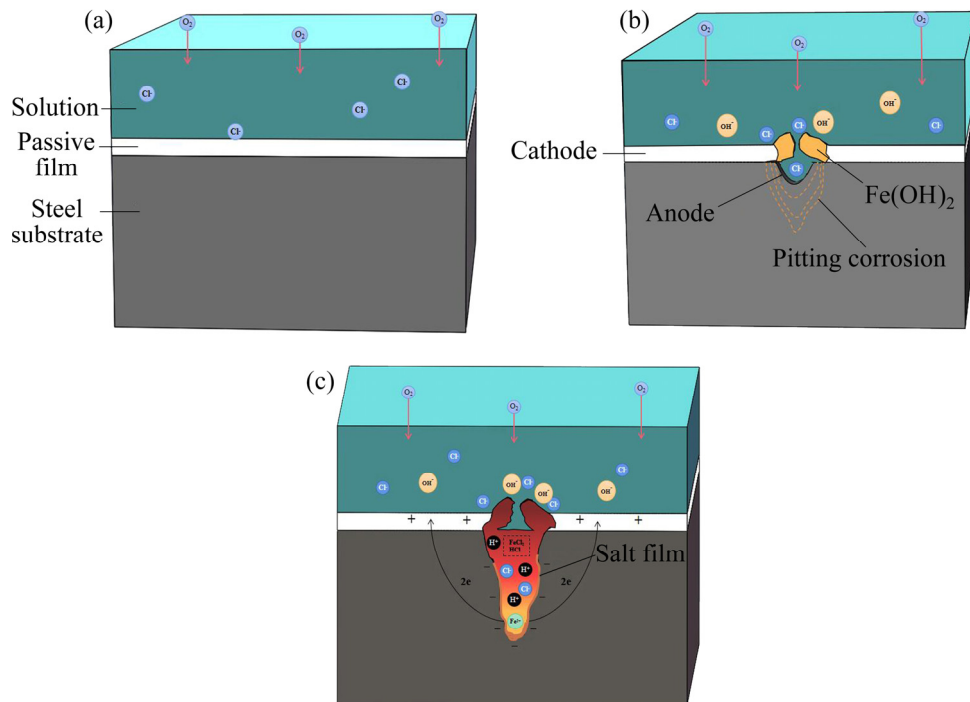 (a)
O₂
O₂
O₂
Cl⁻
Cl⁻
Cl⁻
Cl⁻
Solution
Passive
film
Steel
substrate
(b)
O₂
O₂
O₂
Cl⁻
OH⁻
Cl⁻
Cl⁻
OH⁻
OH⁻
Cl⁻
Cl⁻
Cathode
Anode
Fe(OH)₂
Pitting corrosion
(c)
O₂
O₂
O₂
Cl⁻
OH⁻
Cl⁻
Cl⁻
OH⁻
Cl⁻
OH⁻
Cl⁻
OH⁻
Cl⁻
+ + + +
FeCl₂
HCl
H⁺
Cl⁻
H⁺
Cl⁻
H⁺
Fe²⁺
2e
2e
Salt film